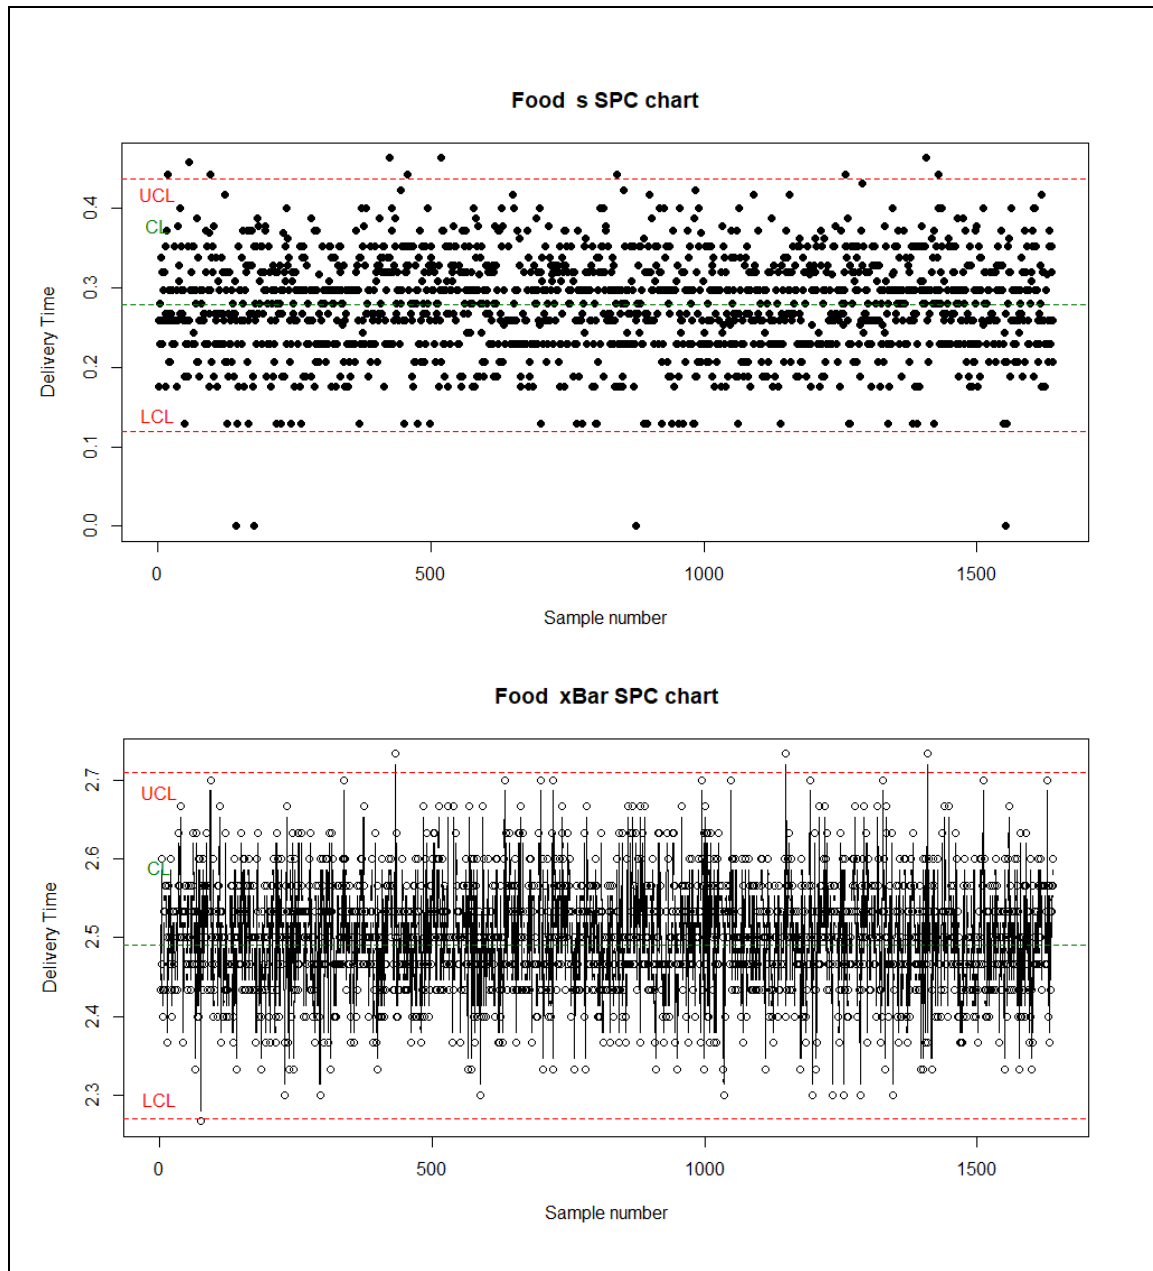 Food  s SPC chart
Delivery Time
0.4
0.3
0.2
0.1
0.0
UCL
CL
LCL
0
500
1000
1500
Sample number
Food  xBar SPC chart
Delivery Time
2.7
2.6
2.5
2.4
2.3
UCL
CL
LCL
0
500
1000
1500
Sample number